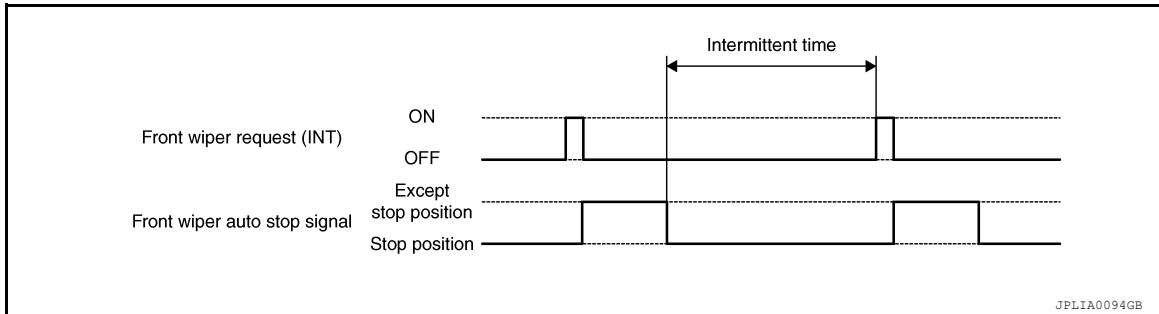 Intermittent time
ON
Front wiper request (INT)
OFF
Except
stop position
Front wiper auto stop signal
Stop position
JPLIA0094GB